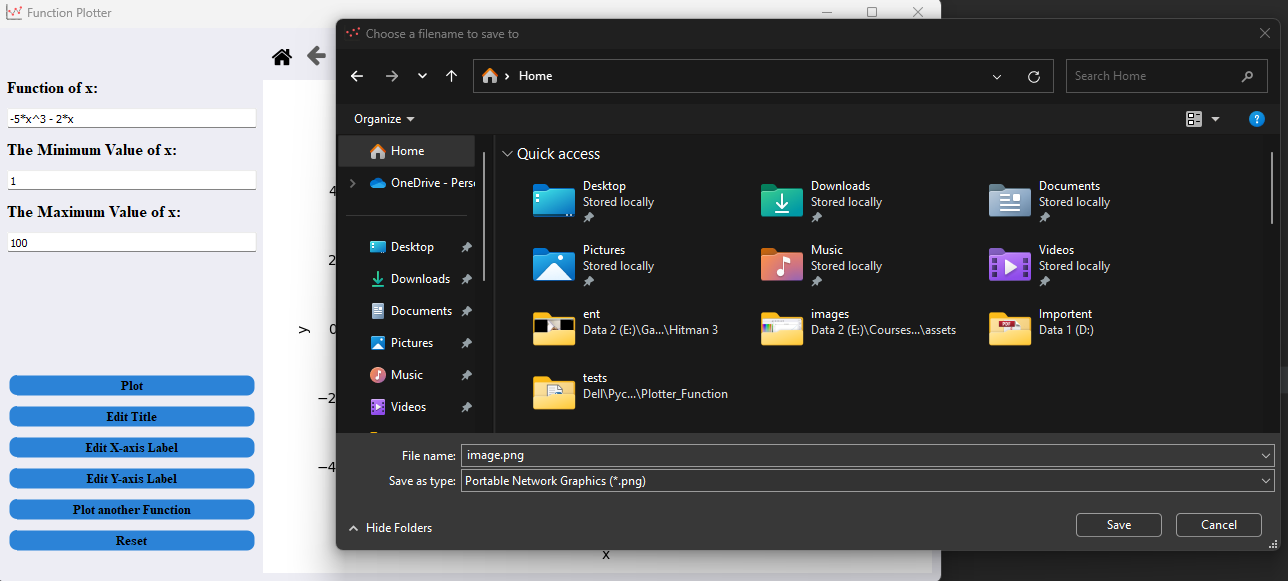 Function Plotter
Function of x:
-5*x^3 - 2*x
The Minimum Value of x:
1
The Maximum Value of x:
100
Plot
Edit Title
Edit X-axis Label
Edit Y-axis Label
Plot another Function
Reset
4
2
0
−2
−4
y
x
Choose a filename to save to
Home
Search Home
Organize
?
Home
OneDrive - Pers
Desktop
Downloads
Documents
Pictures
Music
Videos
Quick access
Desktop
Stored locally
Downloads
Stored locally
Documents
Stored locally
Pictures
Stored locally
Music
Stored locally
Videos
Stored locally
ent
Data 2 (E:)\Ga...\Hitman 3
images
Data 2 (E:)\Courses...\assets
Importent
Data 1 (D:)
PDF
tests
Dell\Pyc...\Plotter_Function
File name: image.png
Save as type: Portable Network Graphics (*.png)
Hide Folders
Save
Cancel